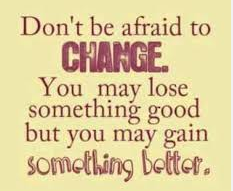 Don't be afraid to
CHANGE.
You may lose
something good
but you may gain
something better.